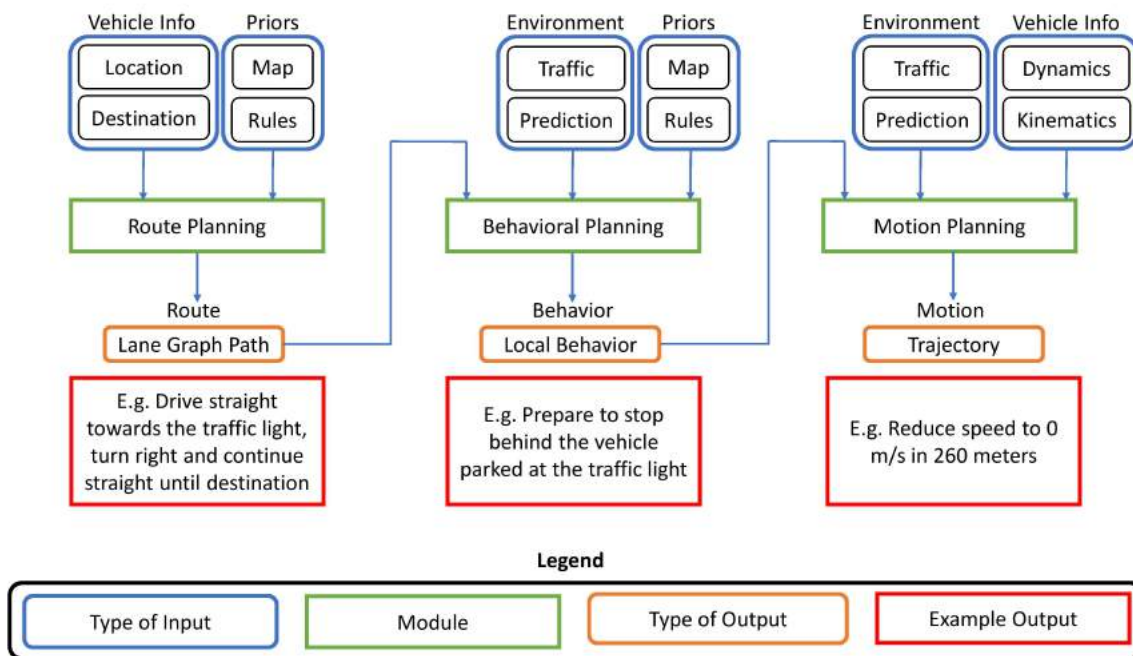 Vehicle Info
Priors
Environment
Priors
Environment
Vehicle Info
Location
Map
Traffic
Map
Traffic
Dynamics
Destination
Rules
Prediction
Rules
Prediction
Kinematics
Route Planning
Behavioral Planning
Motion Planning
Route
Behavior
Motion
Lane Graph Path
Local Behavior
Trajectory
E.g. Drive straight
towards the traffic light,
turn right and continue
straight until destination
E.g. Prepare to stop
behind the vehicle
parked at the traffic light
E.g. Reduce speed to 0
m/s in 260 meters
Legend
Type of Input
Module
Type of Output
Example Output